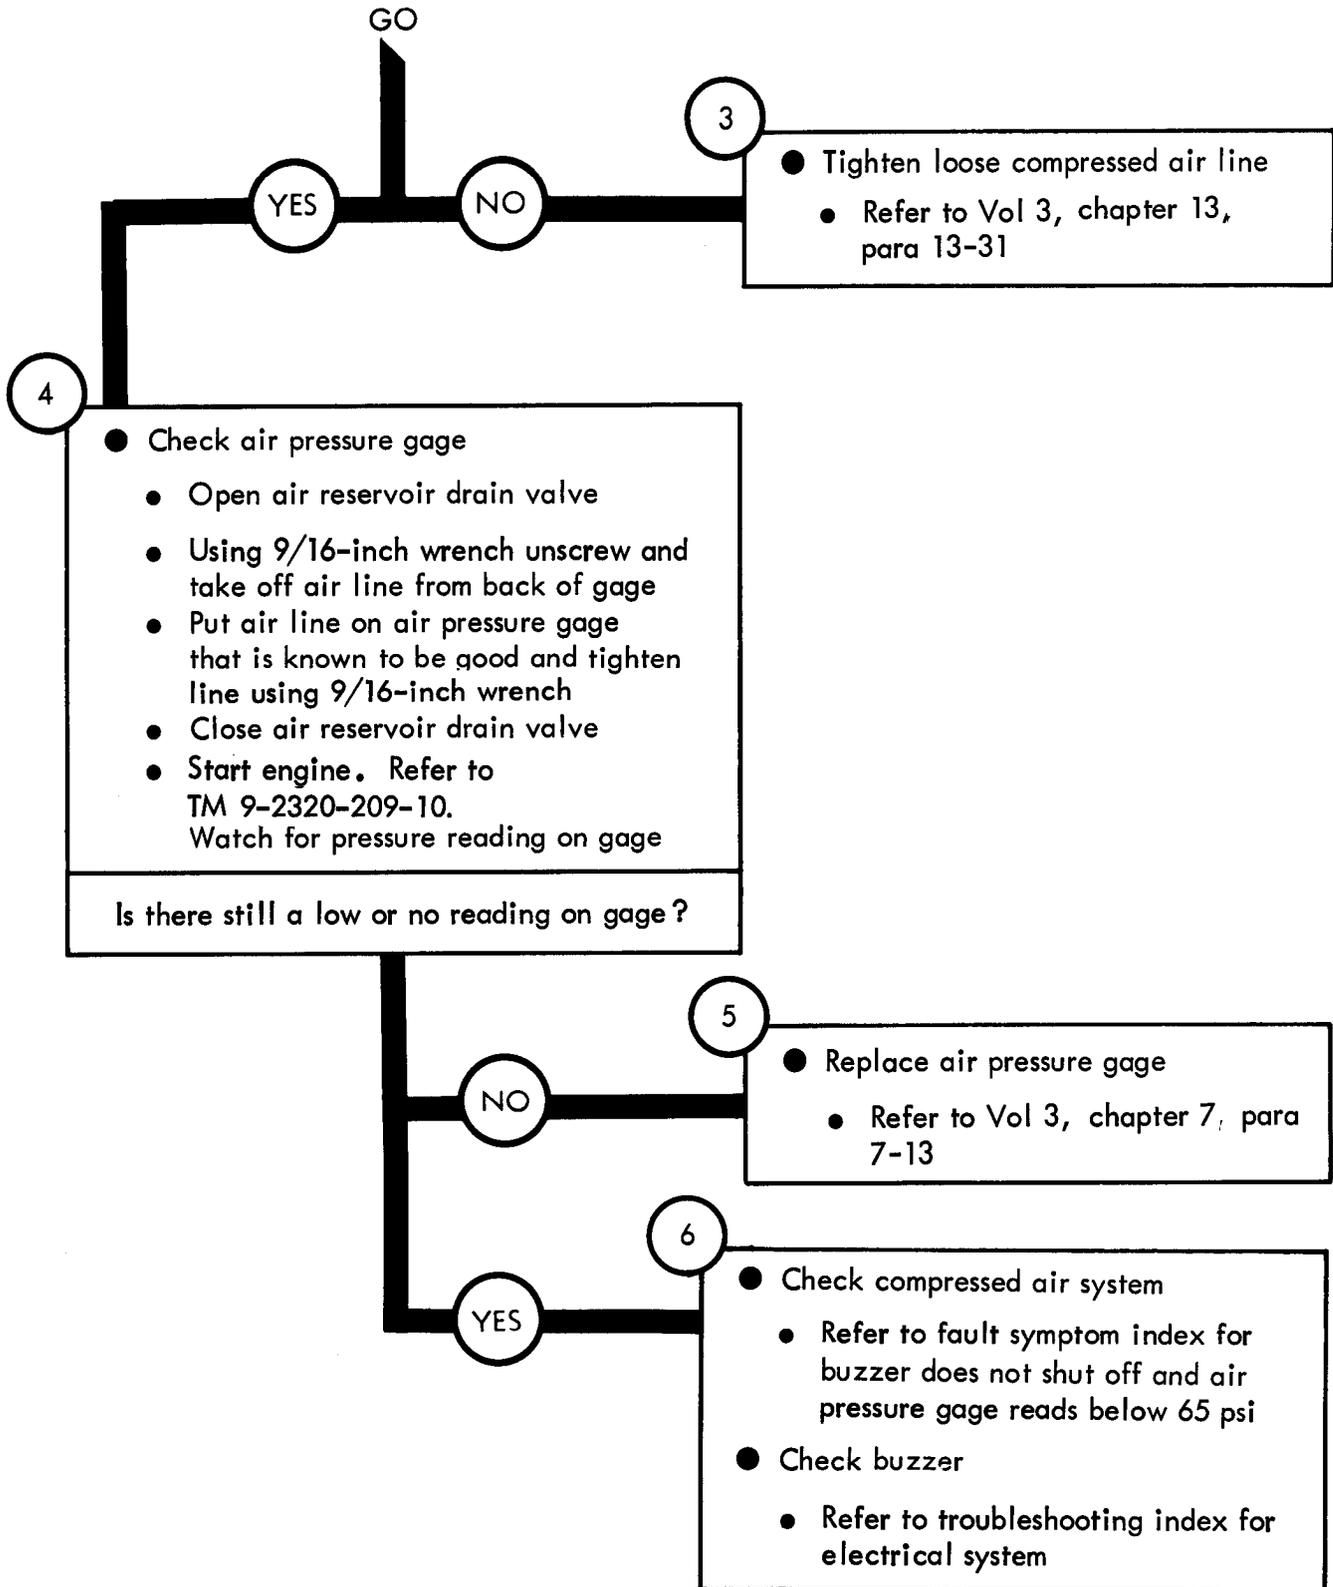 GO
YES
NO
3
● Tighten loose compressed air line
● Refer to Vol 3, chapter 13,
para 13-31
4
● Check air pressure gage
● Open air reservoir drain valve
● Using 9/16-inch wrench unscrew and
take off air line from back of gage
● Put air line on air pressure gage
that is known to be good and tighten
line using 9/16-inch wrench
● Close air reservoir drain valve
● Start engine. Refer to
TM 9-2320-209-10.
Watch for pressure reading on gage
Is there still a low or no reading on gage?
5
NO
● Replace air pressure gage
● Refer to Vol 3, chapter 7, para
7-13
6
YES
● Check compressed air system
● Refer to fault symptom index for
buzzer does not shut off and air
pressure gage reads below 65 psi
● Check buzzer
● Refer to troubleshooting index for
electrical system